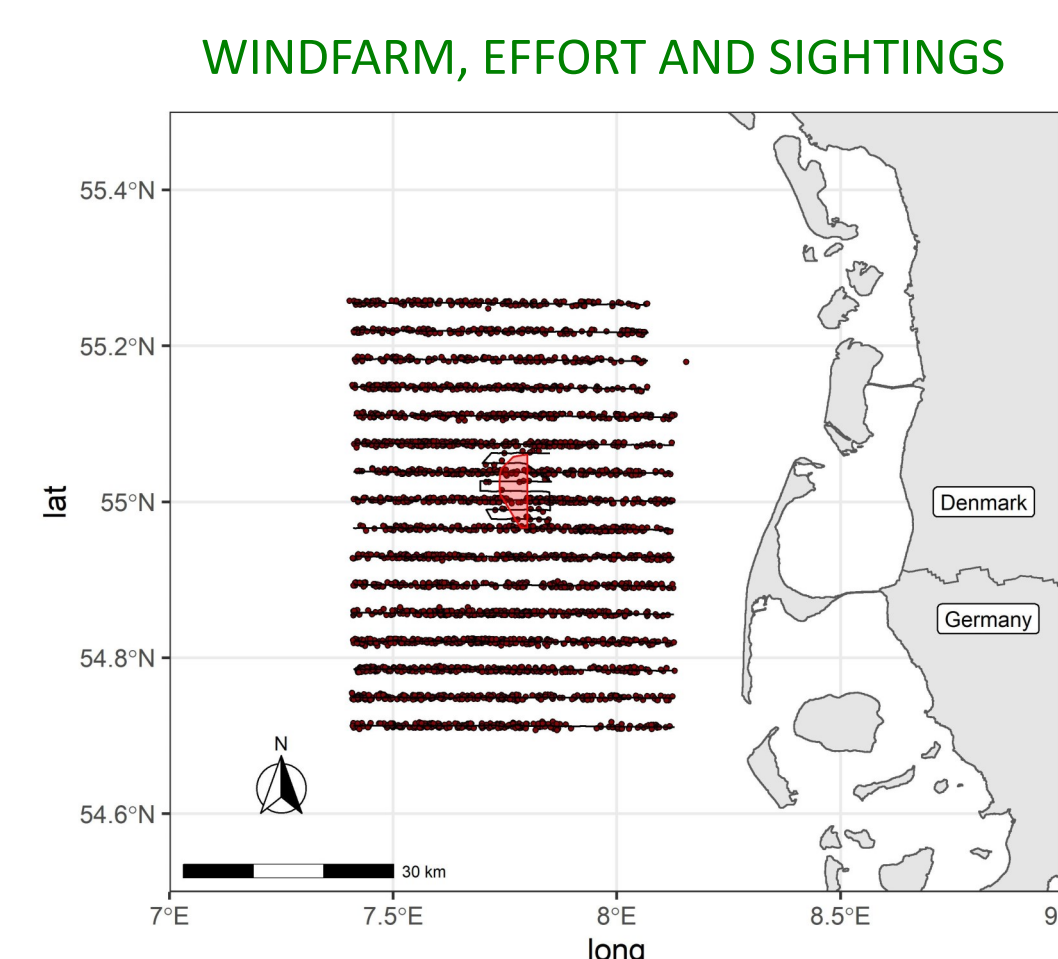 WINDFARM, EFFORT AND SIGHTINGS
55.4°N
55.2°N
55°N
54.8°N
54.6°N
lat
Denmark
Germany
N
30 km
7°E
7.5°E
8°E
8.5°E
9
long